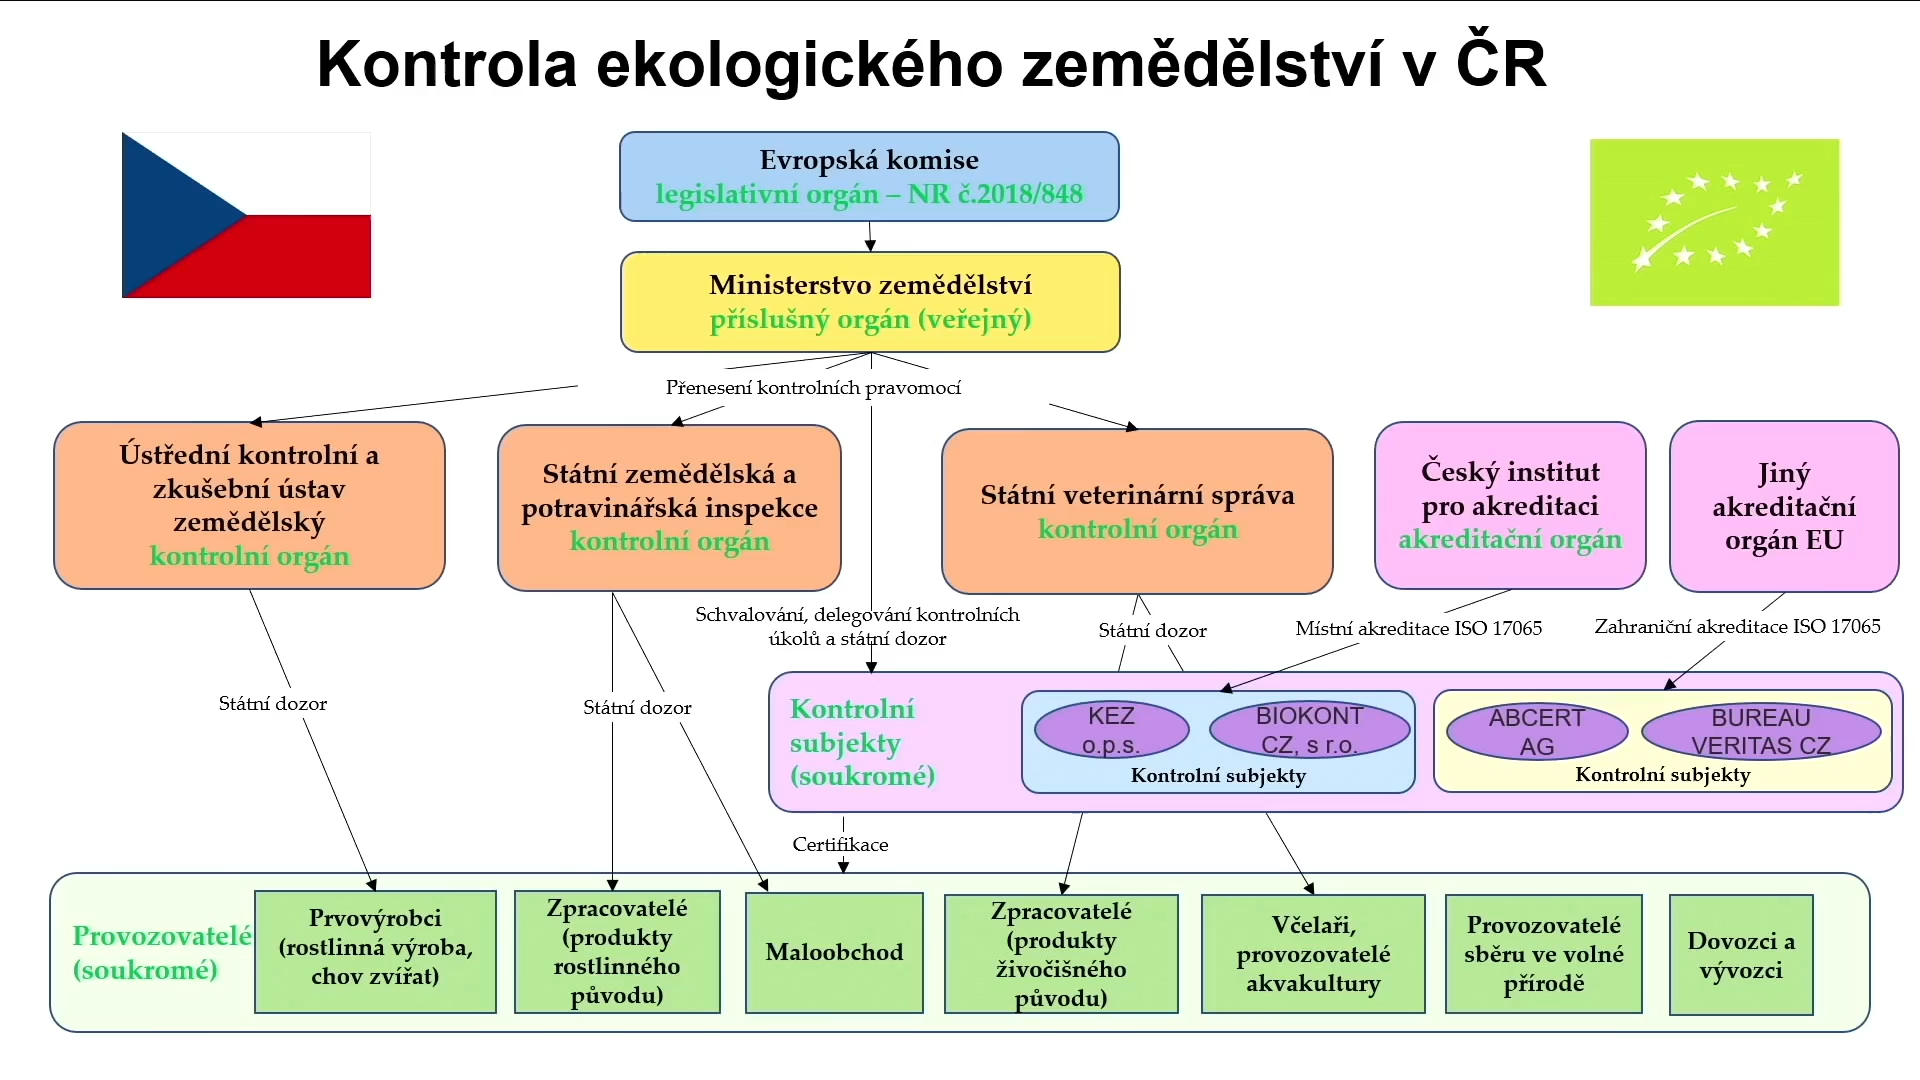 Kontrola ekologického zemědělství v ČR
Evropská komise
legislativní orgán – NR č.2018/848
Ministerstvo zemědělství
příslušný orgán (veřejný)
Přenesení kontrolních pravomocí
Ústřední kontrolní a
zkušební ústav
zemědělský
kontrolní orgán
Státní zemědělská a
potravinářská inspekce
kontrolní orgán
Státní veterinární správa
kontrolní orgán
Český institut
pro akreditaci
akreditační orgán
Jiný
akreditační
orgán EU
Schvalování, delegování kontrolních
úkolů a státní dozor
Státní dozor
Místní akreditace ISO 17065
Zahraniční akreditace ISO 17065
Státní dozor
Státní dozor
Kontrolní
subjekty
(soukromé)
KEZ
o.p.s.
BIOKONT
CZ, s r.o.
Kontrolní subjekty
ABCERT
AG
BUREAU
VERITAS CZ
Kontrolní subjekty
Certifikace
Provozovatelé
(soukromé)
Prvovýrobci
(rostlinná výroba,
chov zvířat)
Zpracovatelé
(produkty
rostlinného
původu)
Maloobchod
Zpracovatelé
(produkty
živočišného
původu)
Včelaři,
provozovatelé
akvakultury
Provozovatelé
sběru ve volné
přírodě
Dovozci a
vývozci